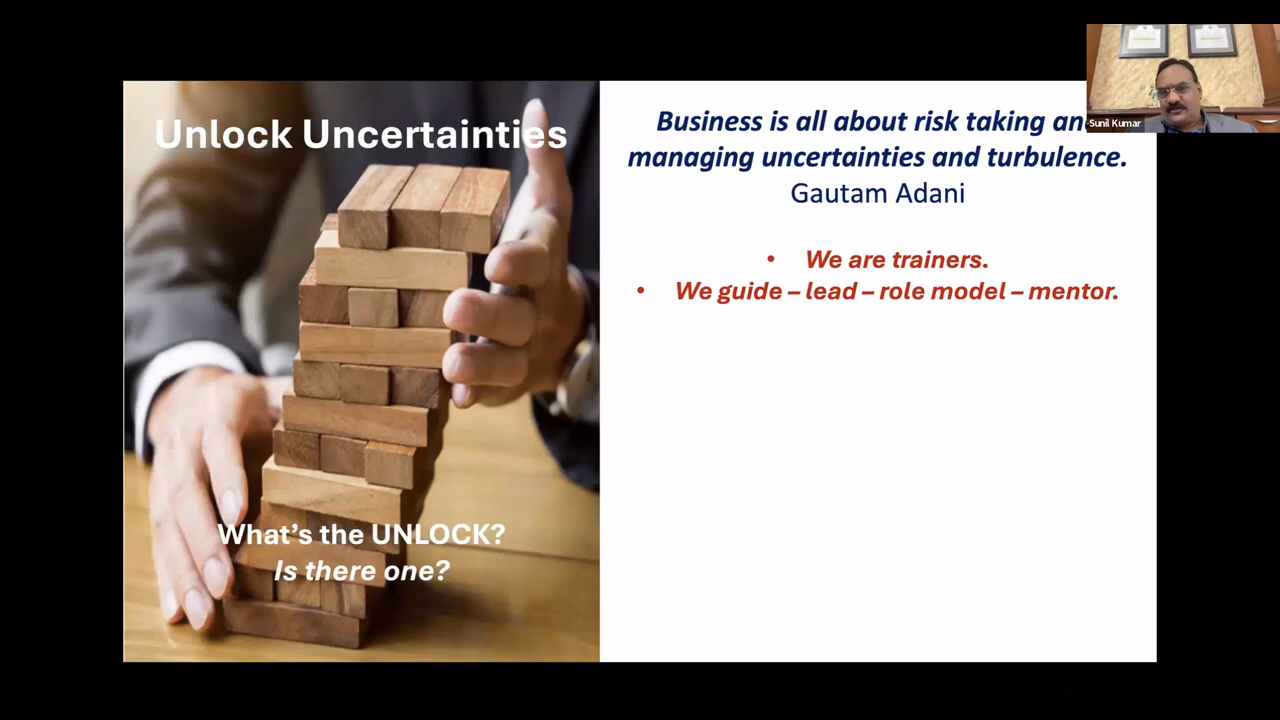 Unlock Uncertainties
What's the UNLOCK?
Is there one?
Business is all about risk taking an
managing uncertainties and turbulence.
Gautam Adani
• We are trainers.
• We guide – lead – role model – mentor.
Sunil Kumar